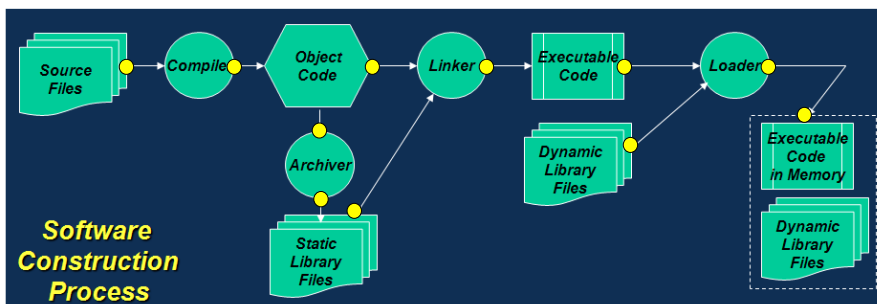 Source
Files
Compile
Object
Code
Linker
Executable
Code
Loader
Archiver
Dynamic
Library
Files
Executable
Code
in Memory
Static
Library
Files
Dynamic
Library
Files
Software
Construction
Process